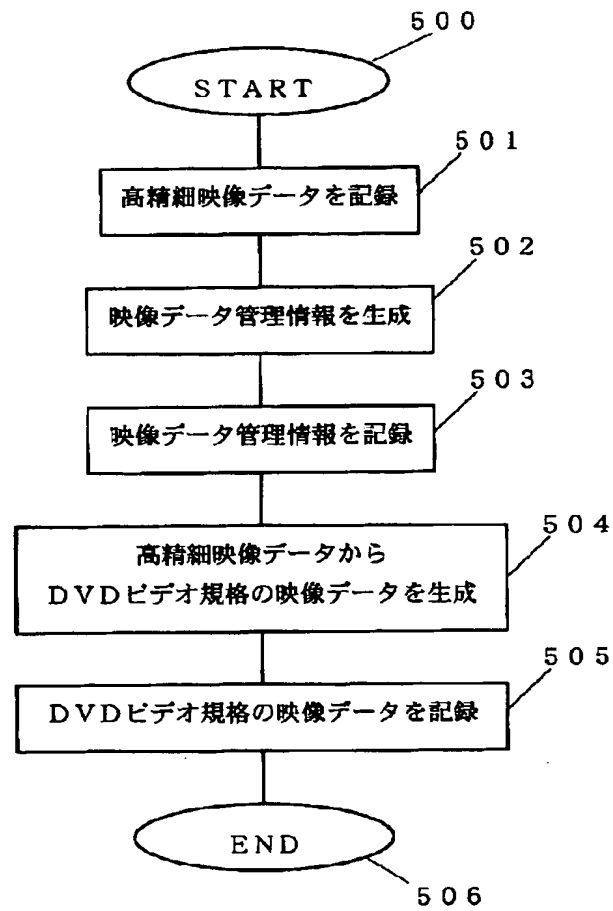 ５００
ＳＴＡＲＴ
５０１
高精細映像データを記録
５０２
映像データ管理情報を生成
５０３
映像データ管理情報を記録
５０４
高精細映像データから
ＤＶＤビデオ規格の映像データを生成
５０５
ＤＶＤビデオ規格の映像データを記録
ＥＮＤ
５０６